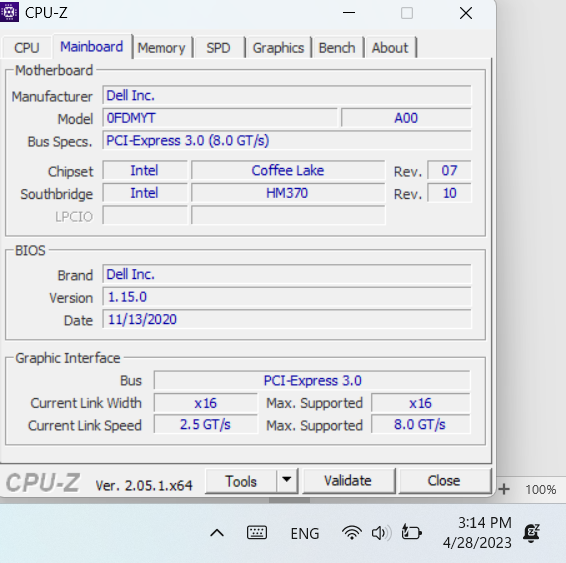 CPU-Z
CPU Mainboard Memory SPD Graphics Bench About
Motherboard
Manufacturer Dell Inc.
Model 0FDMYT A00
Bus Specs. PCI-Express 3.0 (8.0 GT/s)
Chipset Intel Coffee Lake Rev. 07
Southbridge Intel HM370 Rev. 10
LPCIO
BIOS
Brand Dell Inc.
Version 1.15.0
Date 11/13/2020
Graphic Interface
Bus PCI-Express 3.0
Current Link Width x16 Max. Supported x16
Current Link Speed 2.5 GT/s Max. Supported 8.0 GT/s
CPU-Z Ver. 2.05.1.x64 Tools Validate Close
+ 100%
ENG 3:14 PM
4/28/2023